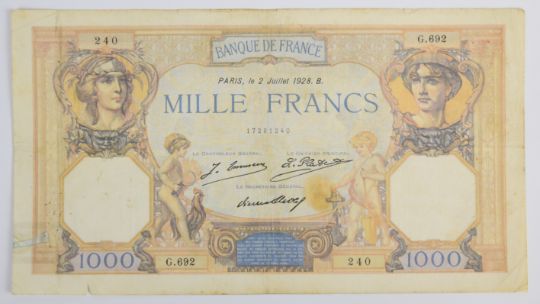 240
G.692
BANQUE DE FRANCE
PARIS, le 2 Juillet 1928. B.
MILLE FRANCS
17281240
LE CONTROLEUR GÉNÉRAL,
LE CAISSIER PRINCIPAL,
LE SECRÉTAIRE GÉNÉRAL,
1000
G.692
240
1000